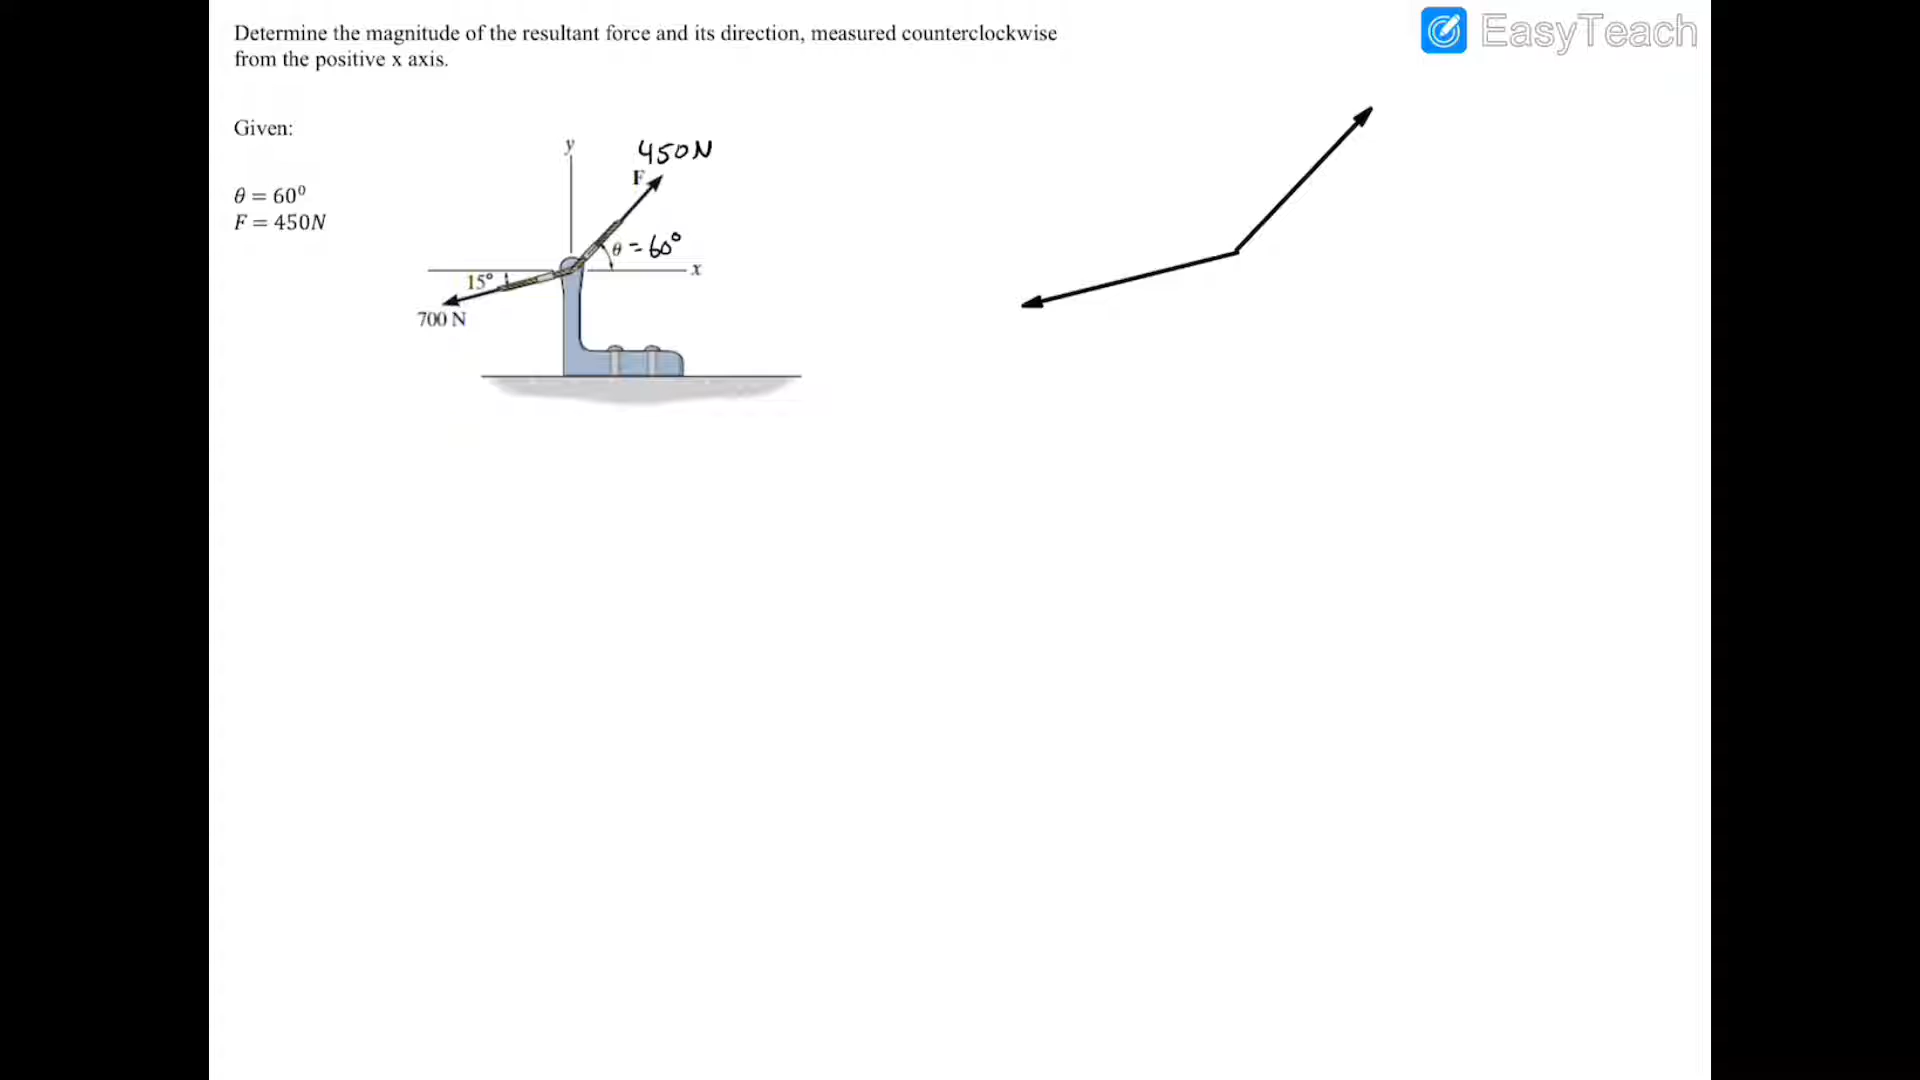 Determine the magnitude of the resultant force and its direction, measured counterclockwise
from the positive x axis.
EasyTeach
Given:
θ = 60⁰
F = 450N
y
450N
F
θ = 60°
x
15°
700 N